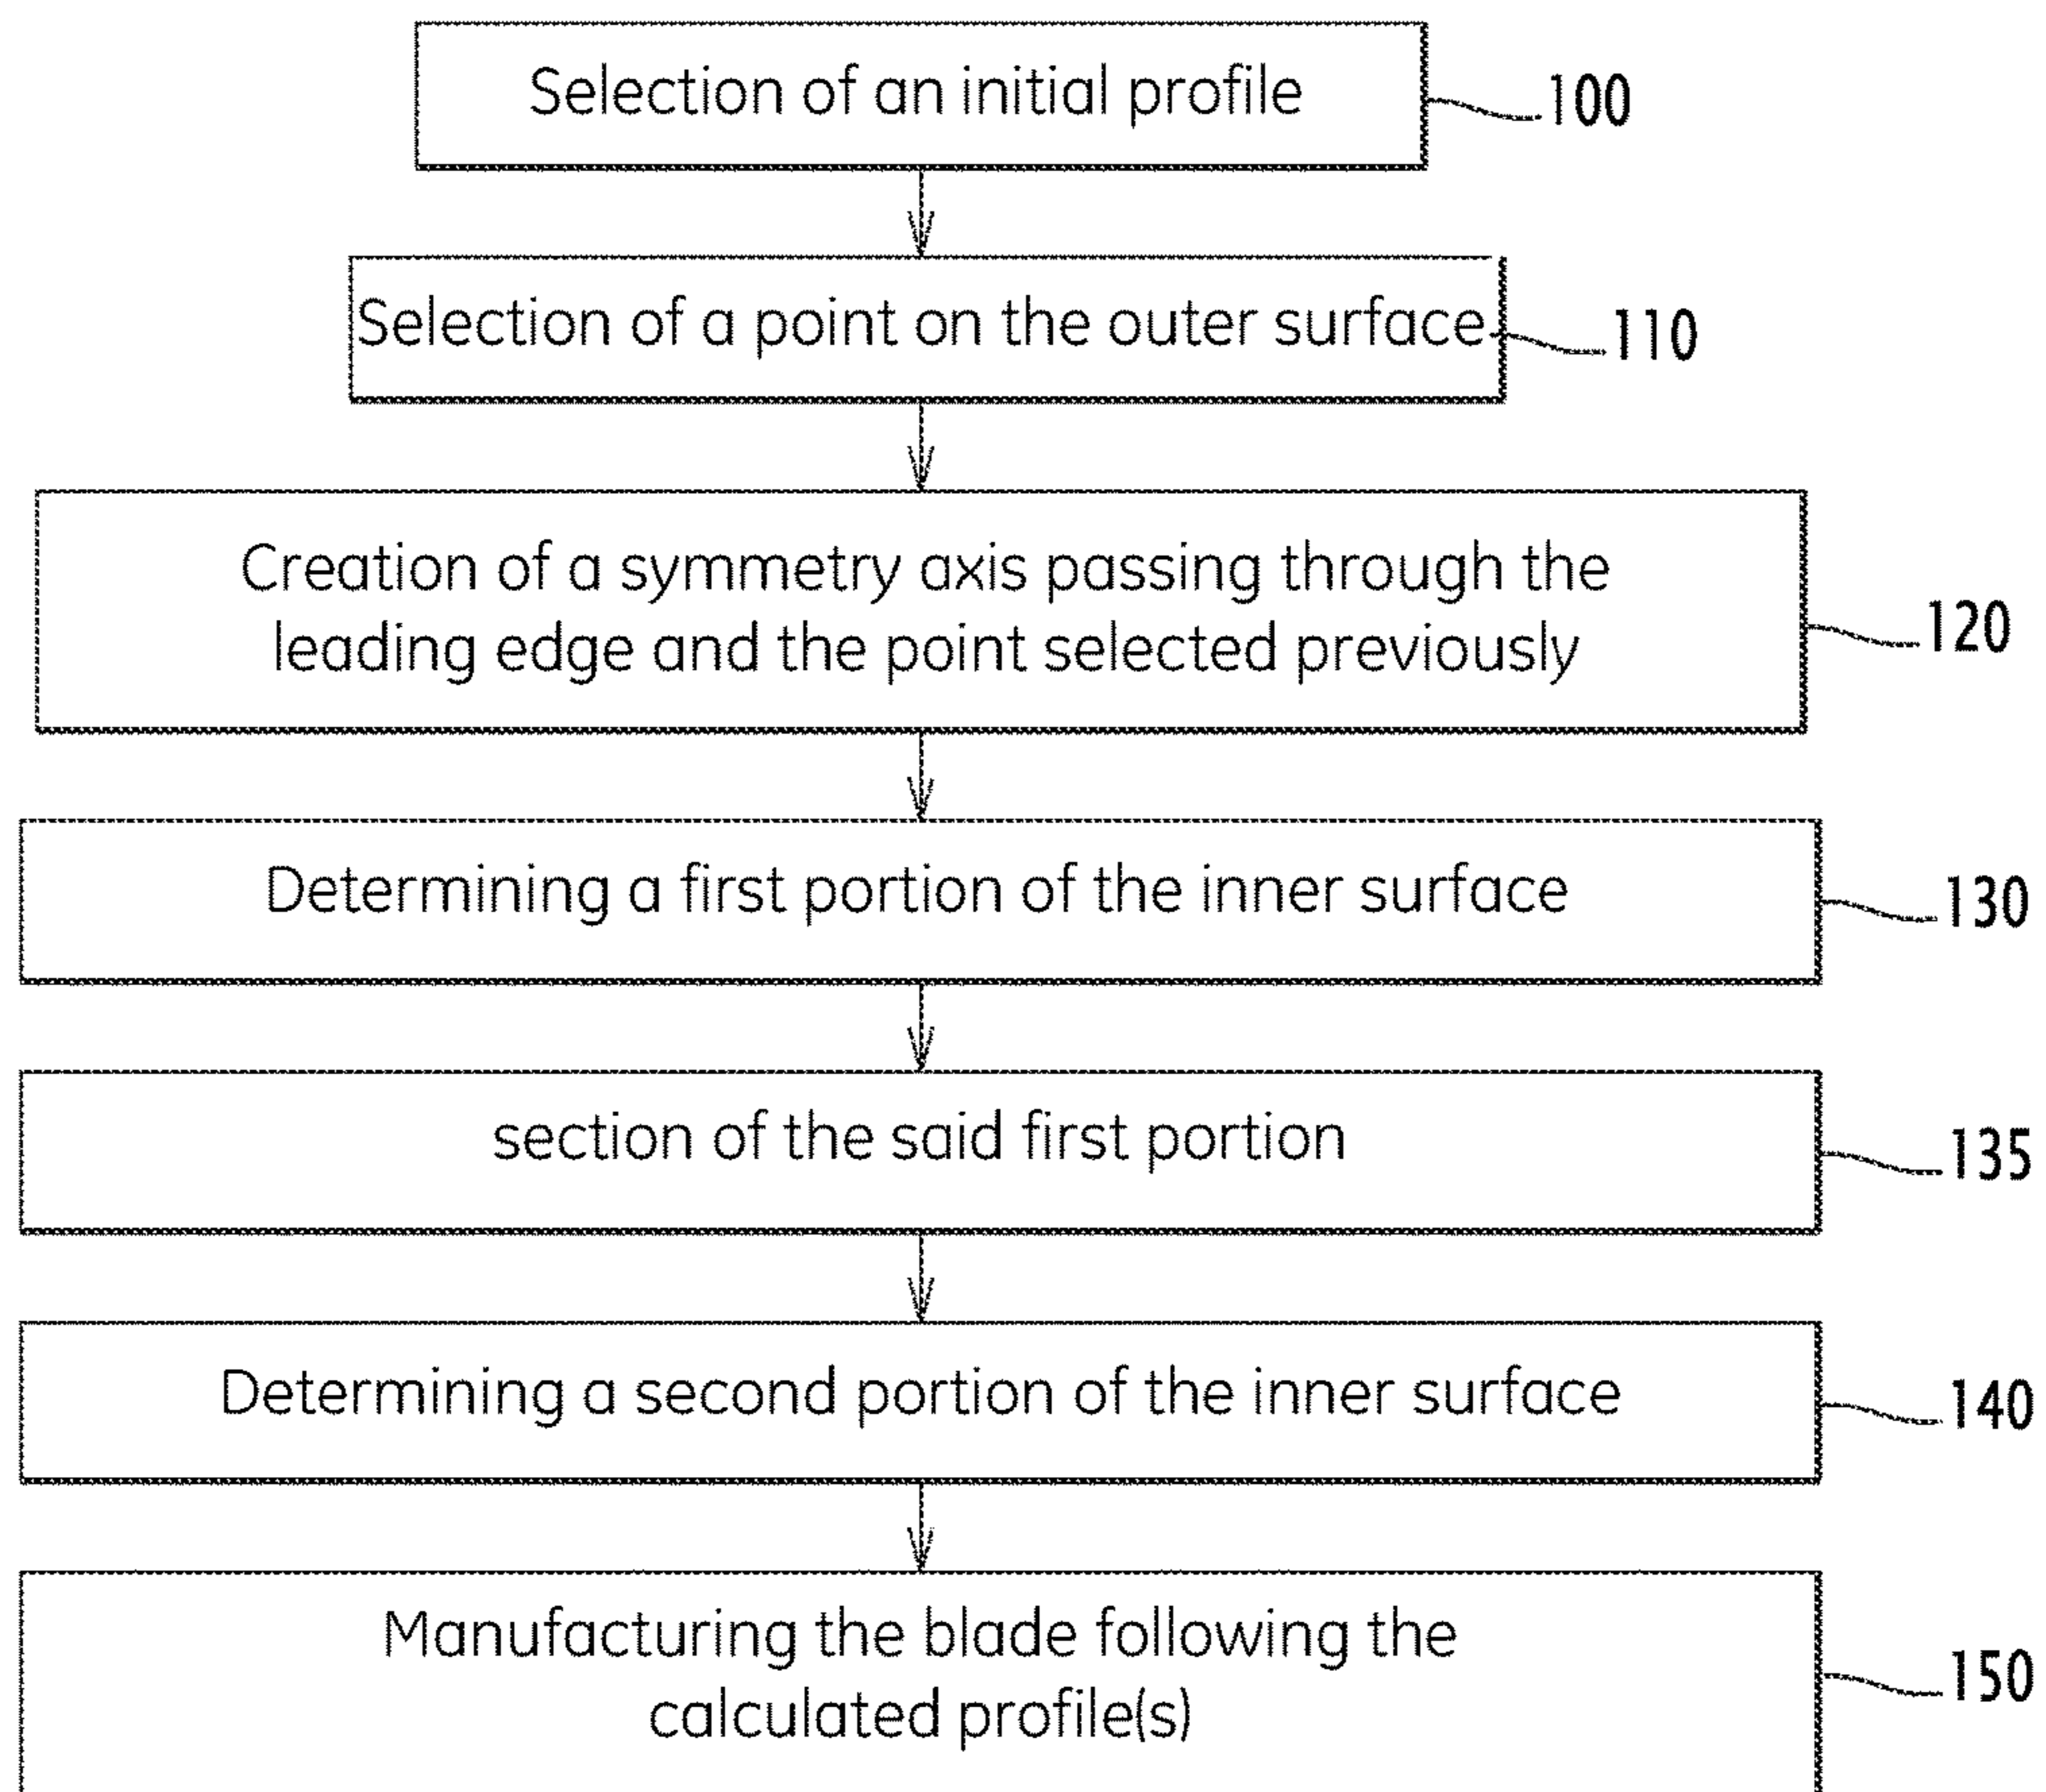 Selection of an initial profile
100
Selection of a point on the outer surface
110
Creation of a symmetry axis passing through the
leading edge and the point selected previously
120
Determining a first portion of the inner surface
130
section of the said first portion
135
Determining a second portion of the inner surface
140
Manufacturing the blade following the
calculated profile(s)
150